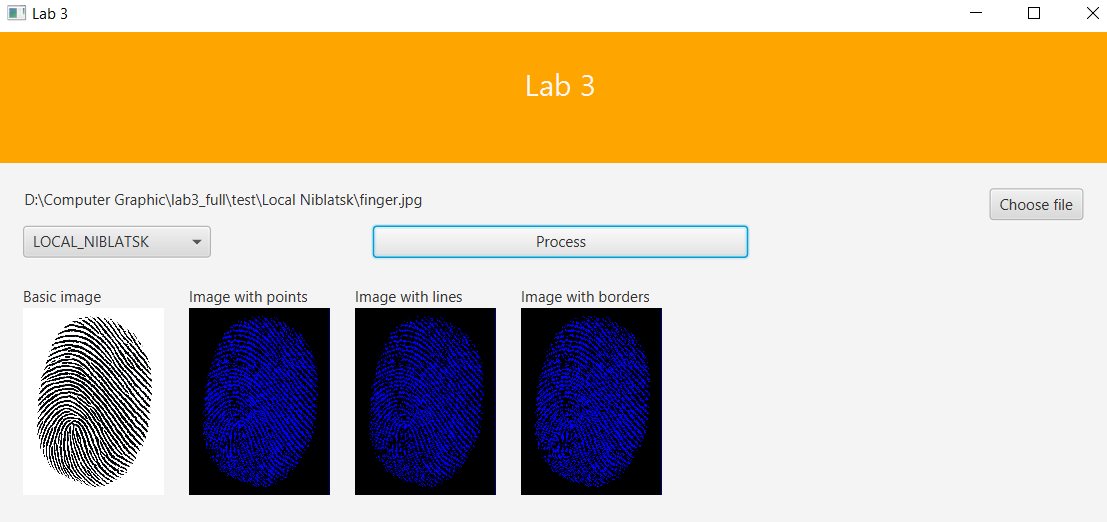 Lab 3
Lab 3
D:\Computer Graphic\lab3_full\test\Local Niblatsk\finger.jpg
Choose file
LOCAL_NIBLATSK
Process
Basic image
Image with points
Image with lines
Image with borders